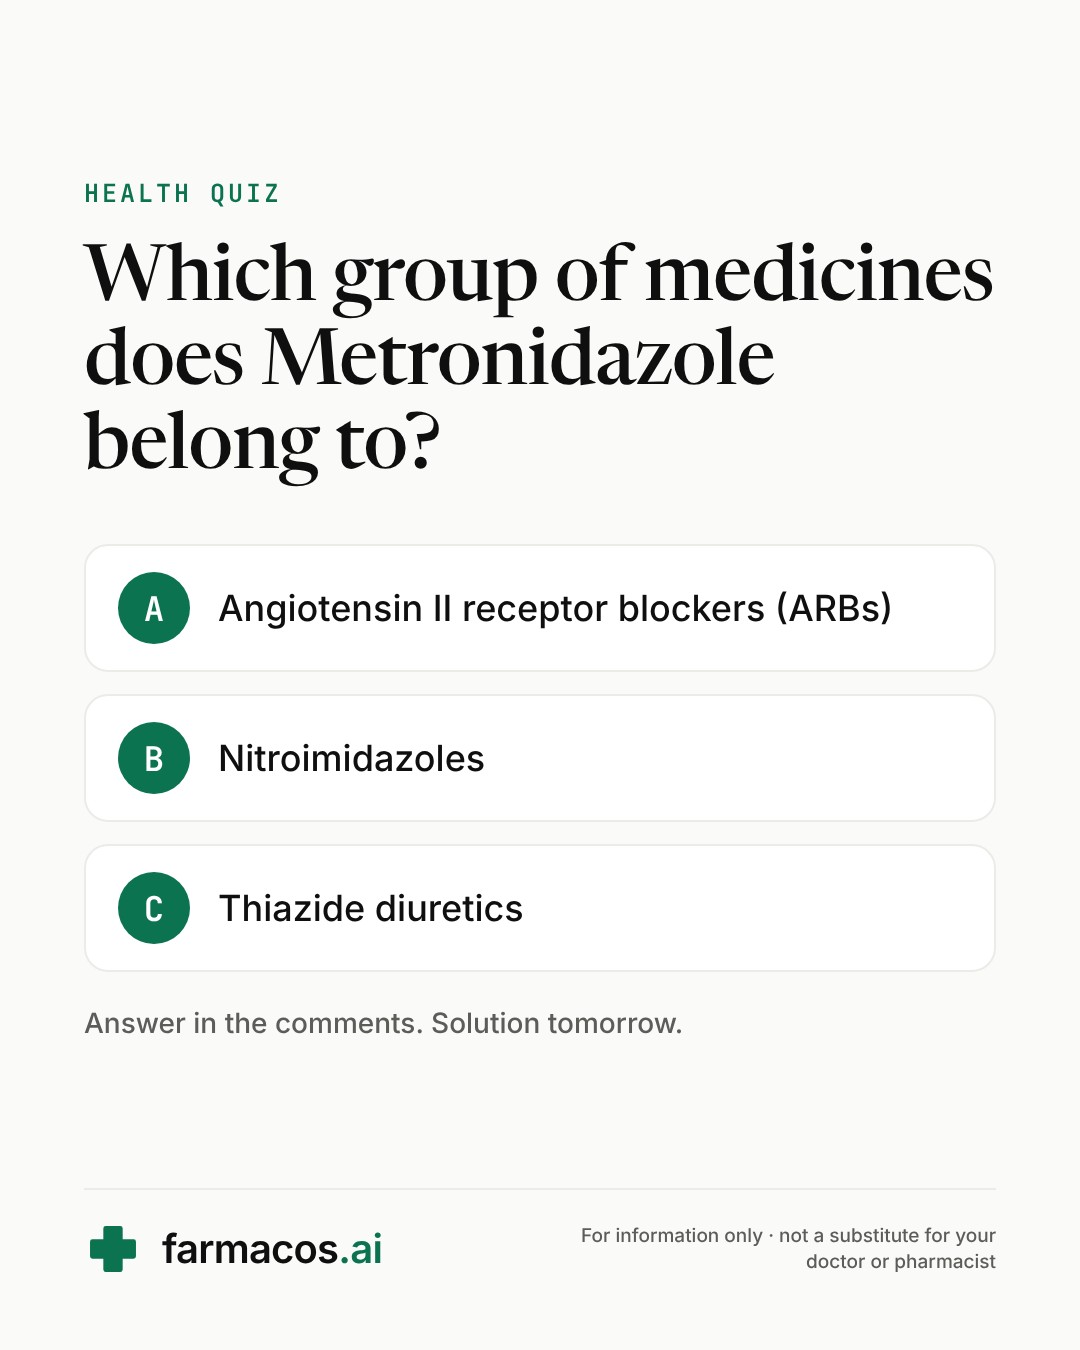 HEALTH QUIZ
Which group of medicines
does Metronidazole
belong to?
A Angiotensin II receptor blockers (ARBs)
B Nitroimidazoles
C Thiazide diuretics
Answer in the comments. Solution tomorrow.
farmacos.ai
For information only · not a substitute for your
doctor or pharmacist